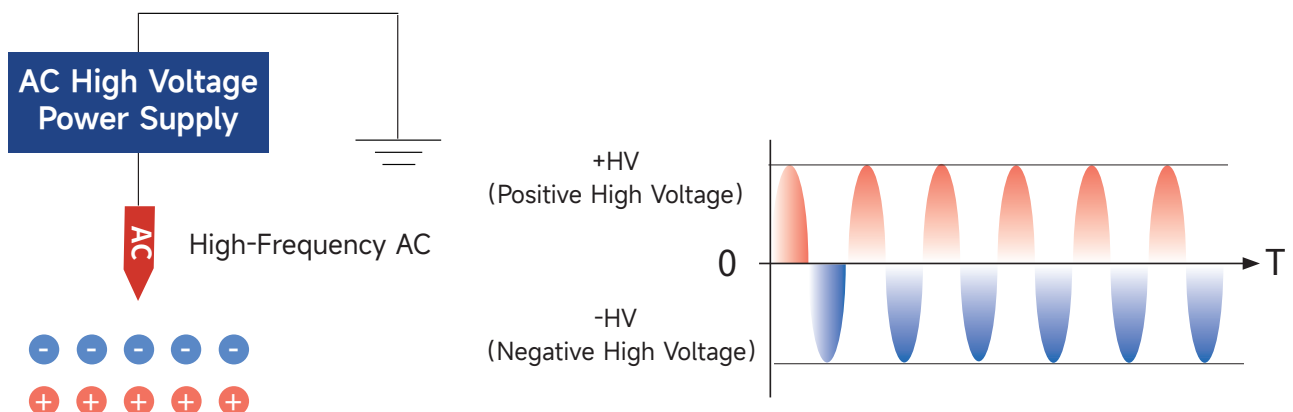 AC High Voltage
Power Supply
AC
High-Frequency AC
- - - - -
+ + + + +
+HV
(Positive High Voltage)
0
T
-HV
(Negative High Voltage)